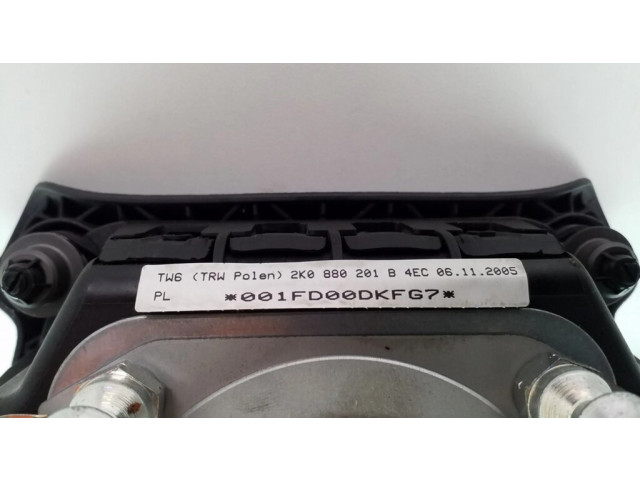 TW6 (TRW Polen) 2K0 880 201 B 4EC 06.11.2005
PL *001FD00DKFG7*